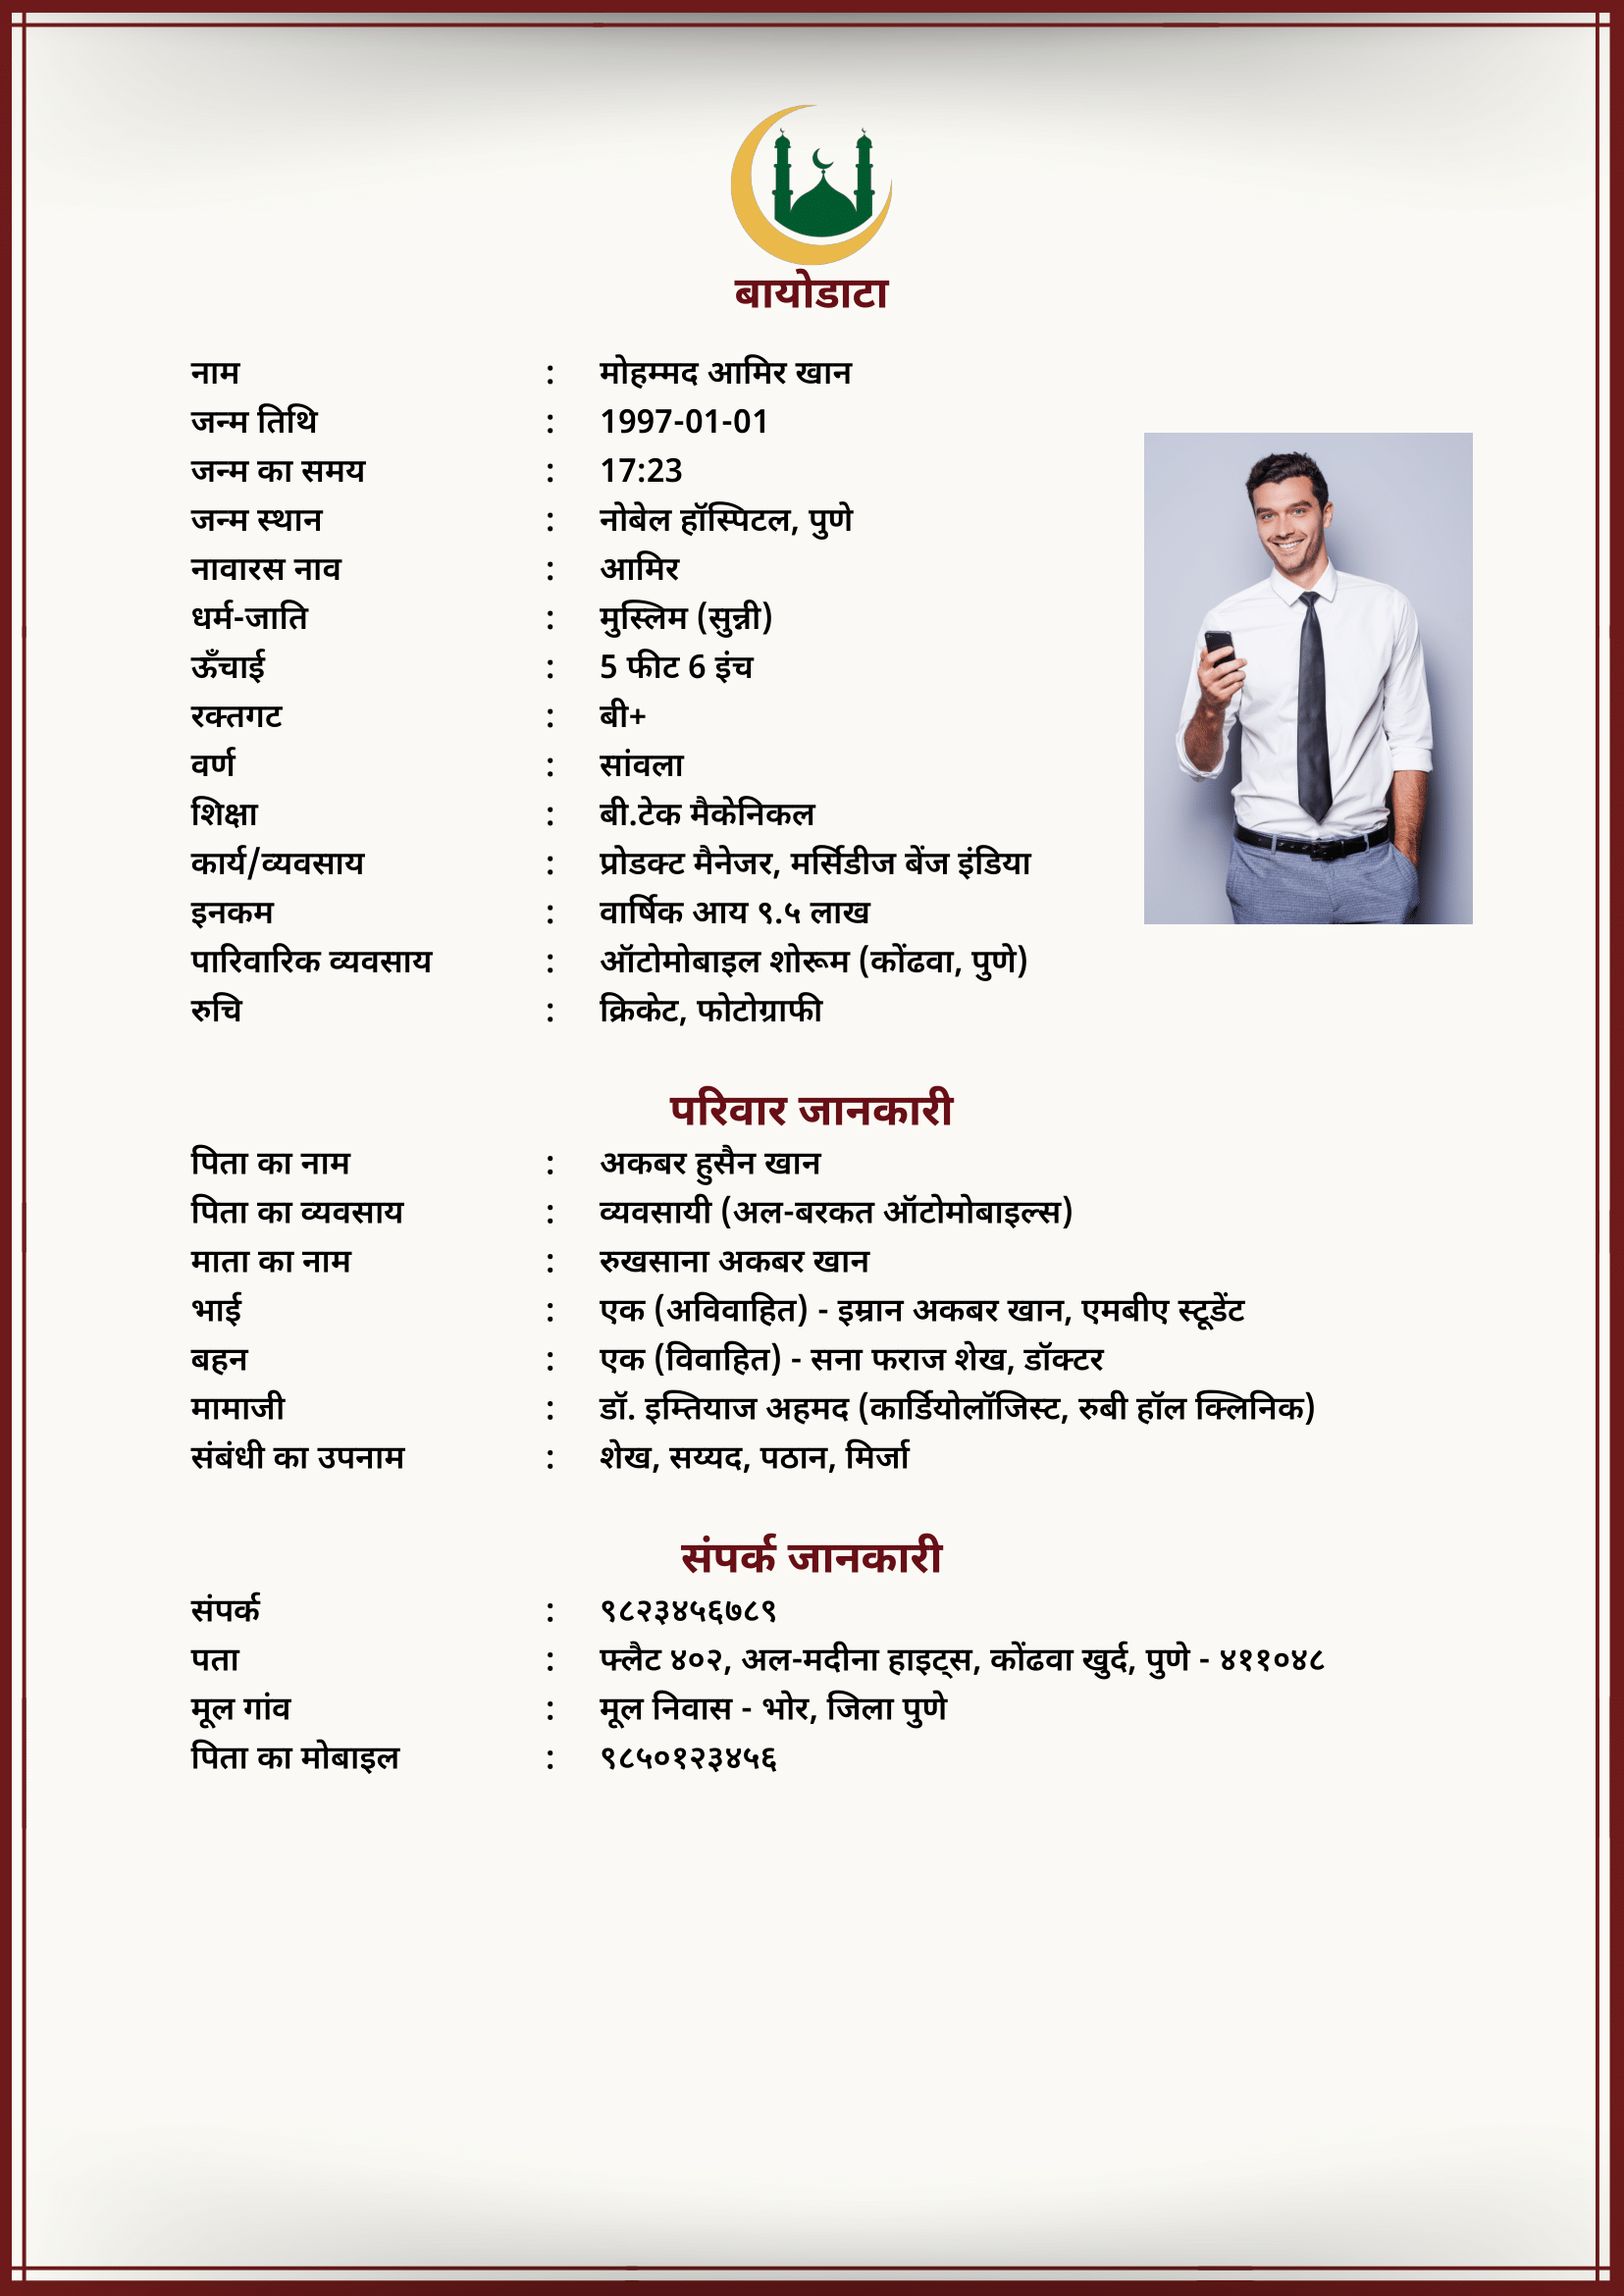 बायोडाटा
नाम : मोहम्मद आमिर खान
जन्म तिथि : 1997-01-01
जन्म का समय : 17:23
जन्म स्थान : नोबेल हॉस्पिटल, पुणे
नावारस नाव : आमिर
धर्म-जाति : मुस्लिम (सुन्नी)
ऊँचाई : 5 फीट 6 इंच
रक्तगट : बी+
वर्ण : सांवला
शिक्षा : बी.टेक मैकेनिकल
कार्य/व्यवसाय : प्रोडक्ट मैनेजर, मर्सिडीज बेंज इंडिया
इनकम : वार्षिक आय ९.५ लाख
पारिवारिक व्यवसाय : ऑटोमोबाइल शोरूम (कोंढवा, पुणे)
रुचि : क्रिकेट, फोटोग्राफी
परिवार जानकारी
पिता का नाम : अकबर हुसैन खान
पिता का व्यवसाय : व्यवसायी (अल-बरकत ऑटोमोबाइल्स)
माता का नाम : रुखसाना अकबर खान
भाई : एक (अविवाहित) - इम्रान अकबर खान, एमबीए स्टूडेंट
बहन : एक (विवाहित) - सना फराज शेख, डॉक्टर
मामाजी : डॉ. इम्तियाज अहमद (कार्डियोलॉजिस्ट, रुबी हॉल क्लिनिक)
संबंधी का उपनाम : शेख, सय्यद, पठान, मिर्जा
संपर्क जानकारी
संपर्क : ९८२३४५६७८९
पता : फ्लैट ४०२, अल-मदीना हाइट्स, कोंढवा खुर्द, पुणे - ४११०४८
मूल गांव : मूल निवास - भोर, जिला पुणे
पिता का मोबाइल : ९८५०१२३४५६